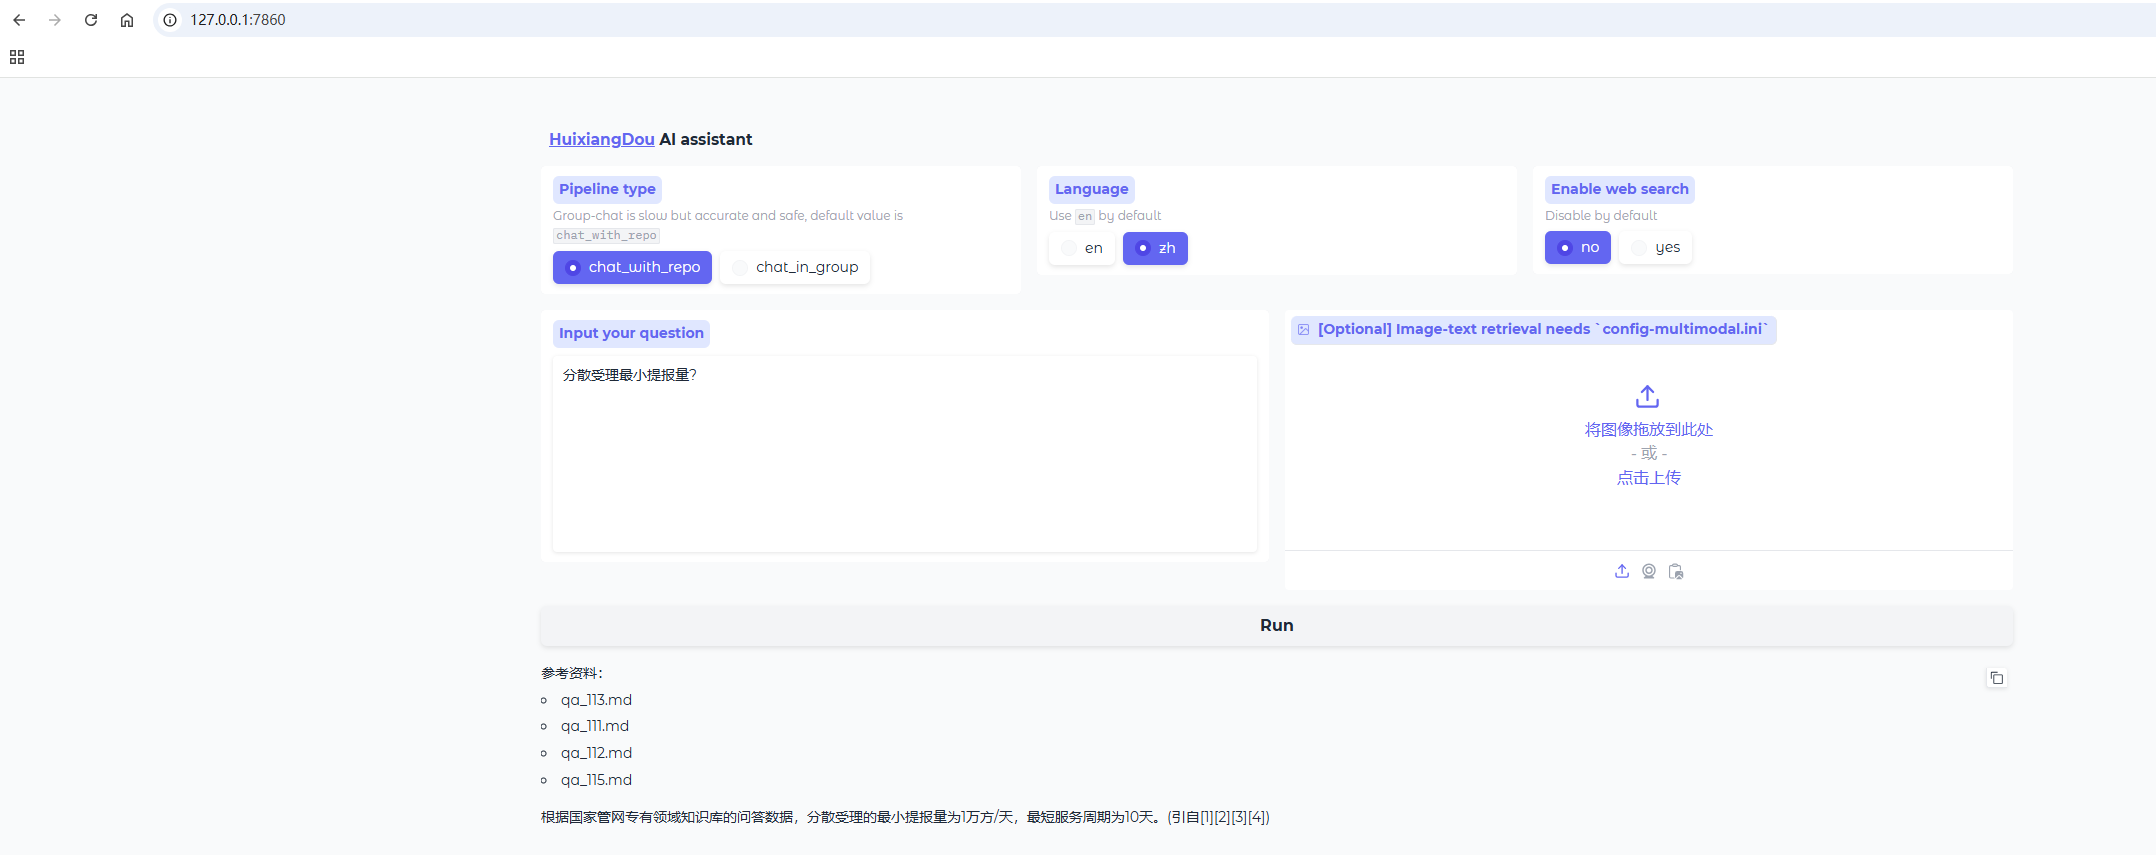 127.0.0.1:7860
HuixiangDou AI assistant
Pipeline type
Group-chat is slow but accurate and safe, default value is
chat_with_repo
chat_with_repo
chat_in_group
Language
Use en by default
en
zh
Enable web search
Disable by default
no
yes
Input your question
分散受理最小提报量?
[Optional] Image-text retrieval needs `config-multimodal.ini`
将图像拖放到此处
- 或 -
点击上传
Run
参考资料：
qa_113.md
qa_111.md
qa_112.md
qa_115.md
根据国家管网专有领域知识库的问答数据，分散受理的最小提报量为1万方/天，最短服务周期为10天。(引自[1][2][3][4])